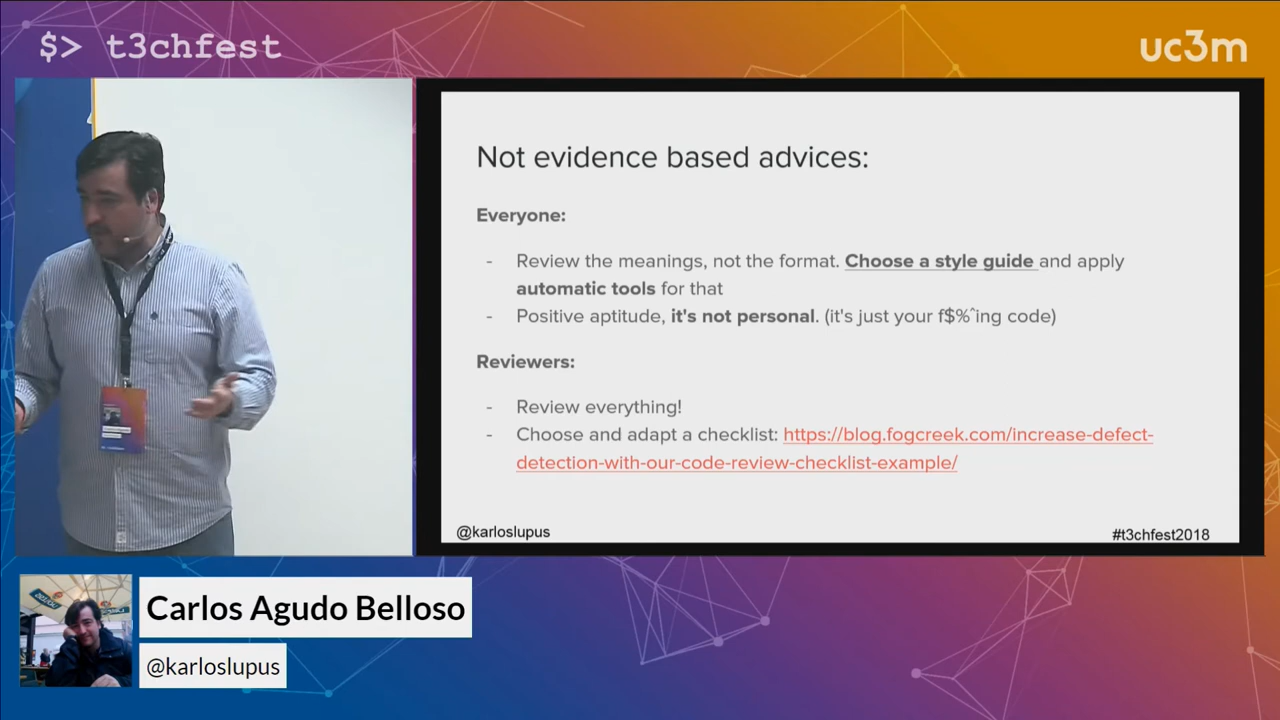 $> t3chfest
uc3m
Not evidence based advices:
Everyone:
- Review the meanings, not the format. Choose a style guide and apply
automatic tools for that
- Positive aptitude, it's not personal. (it's just your f$%^ing code)
Reviewers:
- Review everything!
- Choose and adapt a checklist: https://blog.fogcreek.com/increase-defect-
detection-with-our-code-review-checklist-example/
@karloslupus
#t3chfest2018
Carlos Agudo Belloso
@karloslupus